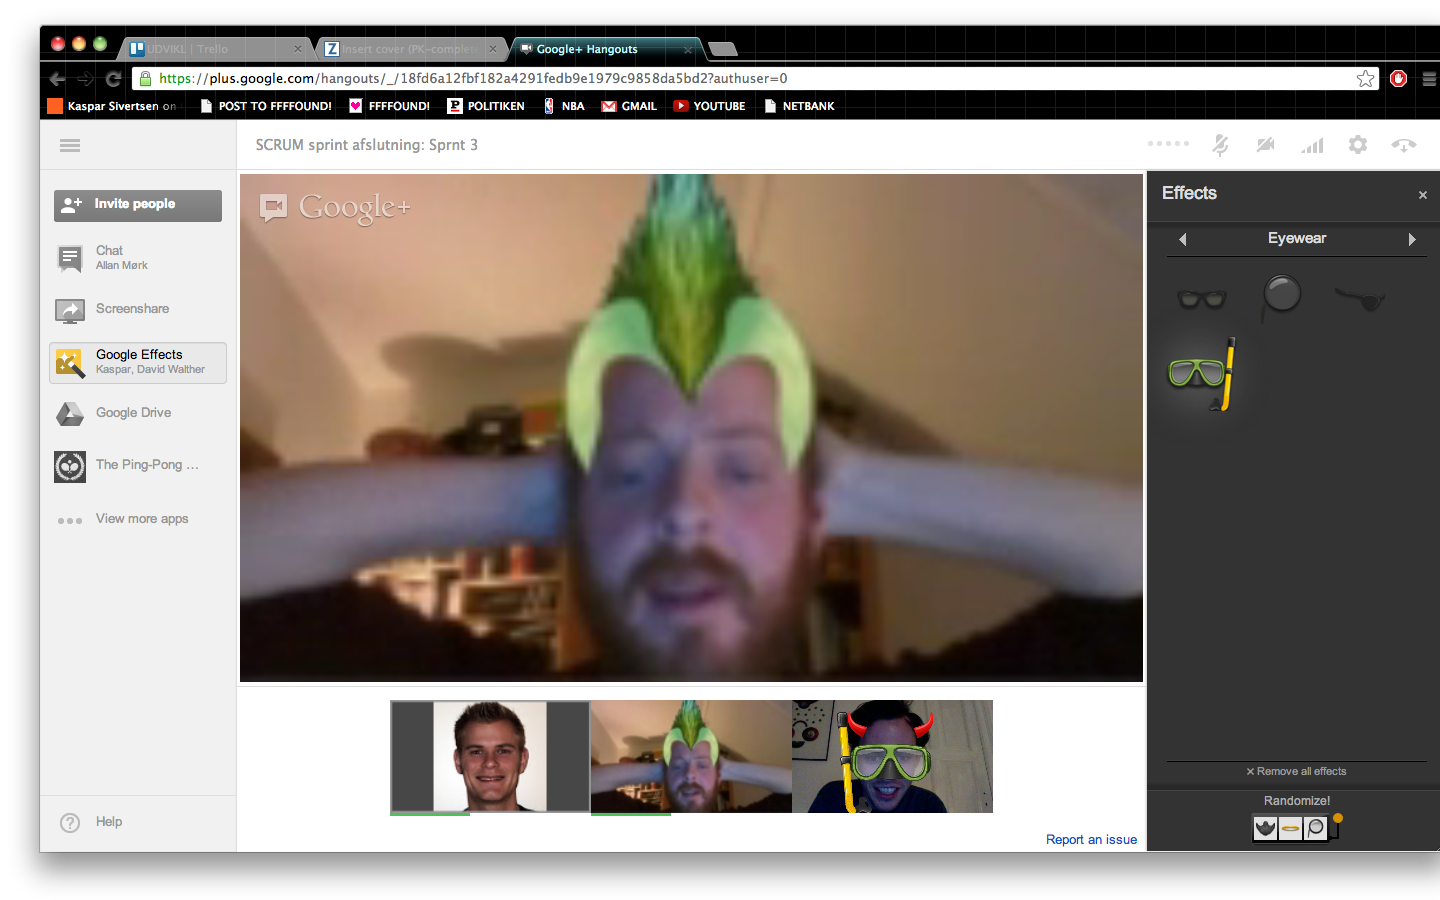 UDVIKL | Trello
Insert cover (PK-complet
Google+ Hangouts
https://plus.google.com/hangouts/_/18fd6a12fbf182a4291fedb9e1979c9858da5bd2?authuser=0
Kaspar Sivertsen on
POST TO FFFFOUND!
FFFFOUND!
POLITIKEN
NBA
GMAIL
YOUTUBE
NETBANK
SCRUM sprint afslutning: Sprnt 3
Invite people
Chat
Allan Mørk
Screenshare
Google Effects
Kaspar, David Walther
Google Drive
The Ping-Pong ...
View more apps
Help
Google+
Report an issue
Effects
Eyewear
Remove all effects
Randomize!